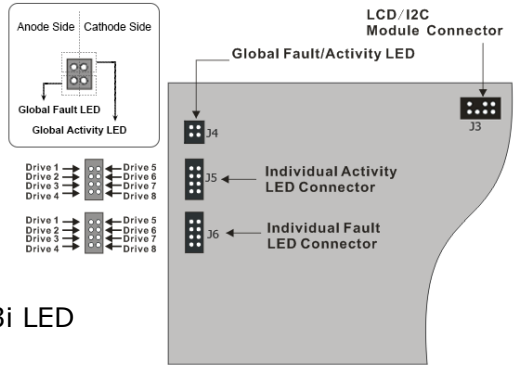 LCD/I2C
Module Connector
Anode Side Cathode Side
Global Fault/Activity LED
Global Fault LED
Global Activity LED
J3
J4
Drive 1 Drive 5
Drive 2 Drive 6
Drive 3 Drive 7
Drive 4 Drive 8
J5
Individual Activity
LED Connector
Drive 1 Drive 5
Drive 2 Drive 6
Drive 3 Drive 7
Drive 4 Drive 8
J6
Individual Fault
LED Connector
LED